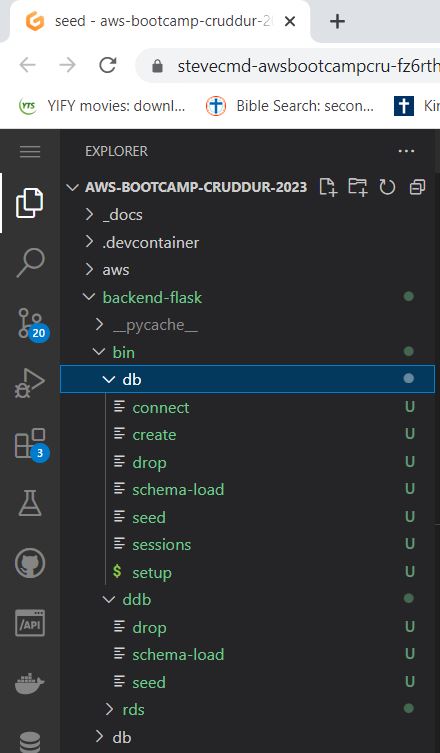 seed - aws-bootcamp-cruddur-2
stevecmd-awsbootcampcru-fz6rth
YTS YIFY movies: downl... Bible Search: secon... Kin
EXPLORER
AWS-BOOTCAMP-CRUDDUR-2023
_docs
.devcontainer
aws
backend-flask
__pycache__
20
bin
db
connect U
create U
3
drop U
schema-load U
seed U
sessions U
setup U
ddb
drop U
/API
schema-load U
seed U
rds
db